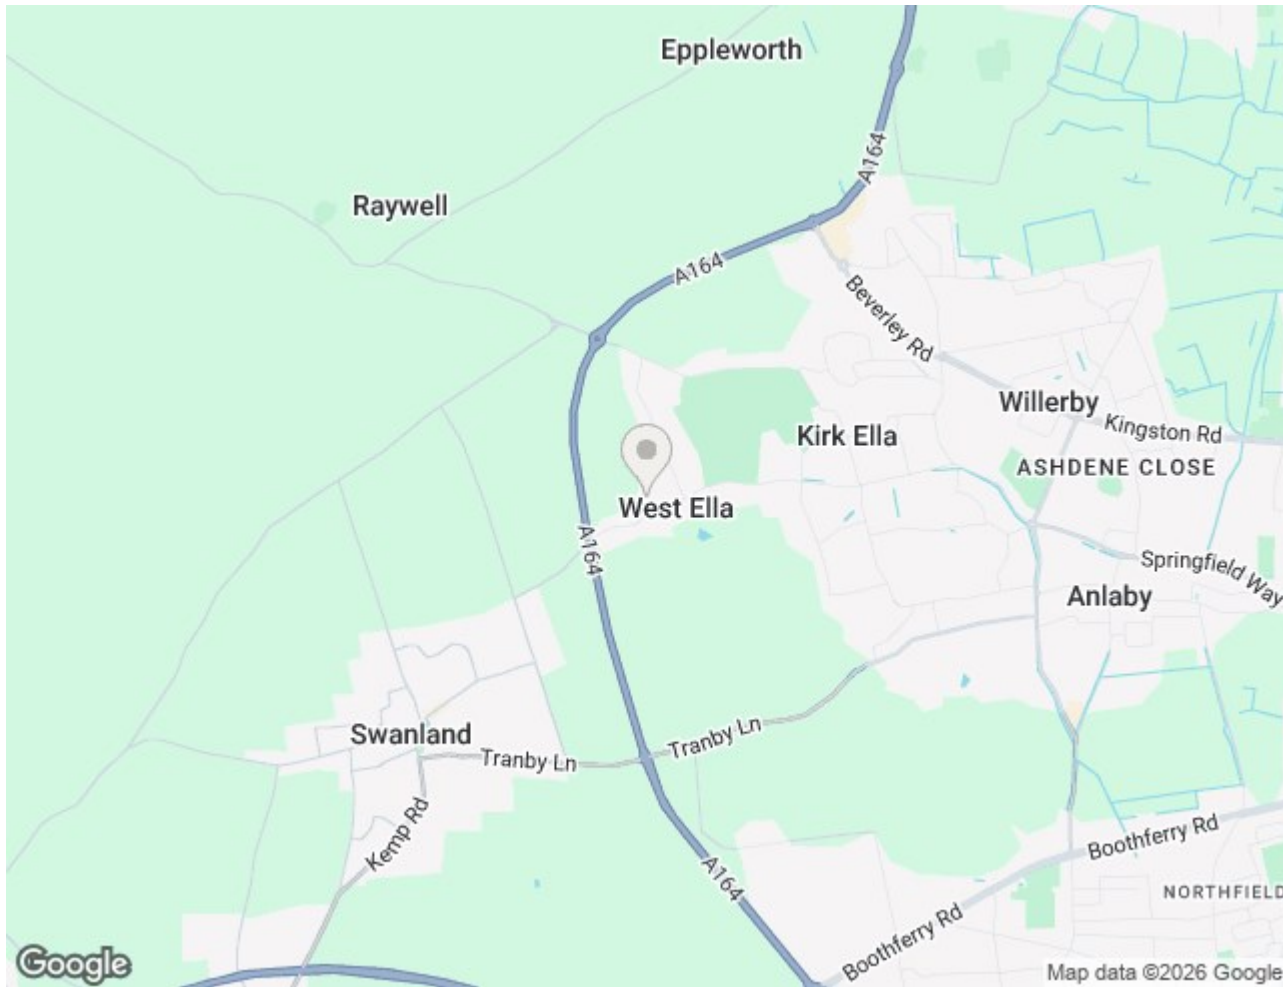 Eppleworth
A164
Raywell
A164
Beverley Rd
Willerby
Kingston Rd
Kirk Ella
ASHDENE CLOSE
West Ella
A164
Springfield Way
Anlaby
Swanland
Tranby Ln
Tranby Ln
Kemp Rd
Boothferry Rd
A164
NORTHFIELD
Boothferry Rd
Google
Map data ©2026 Google